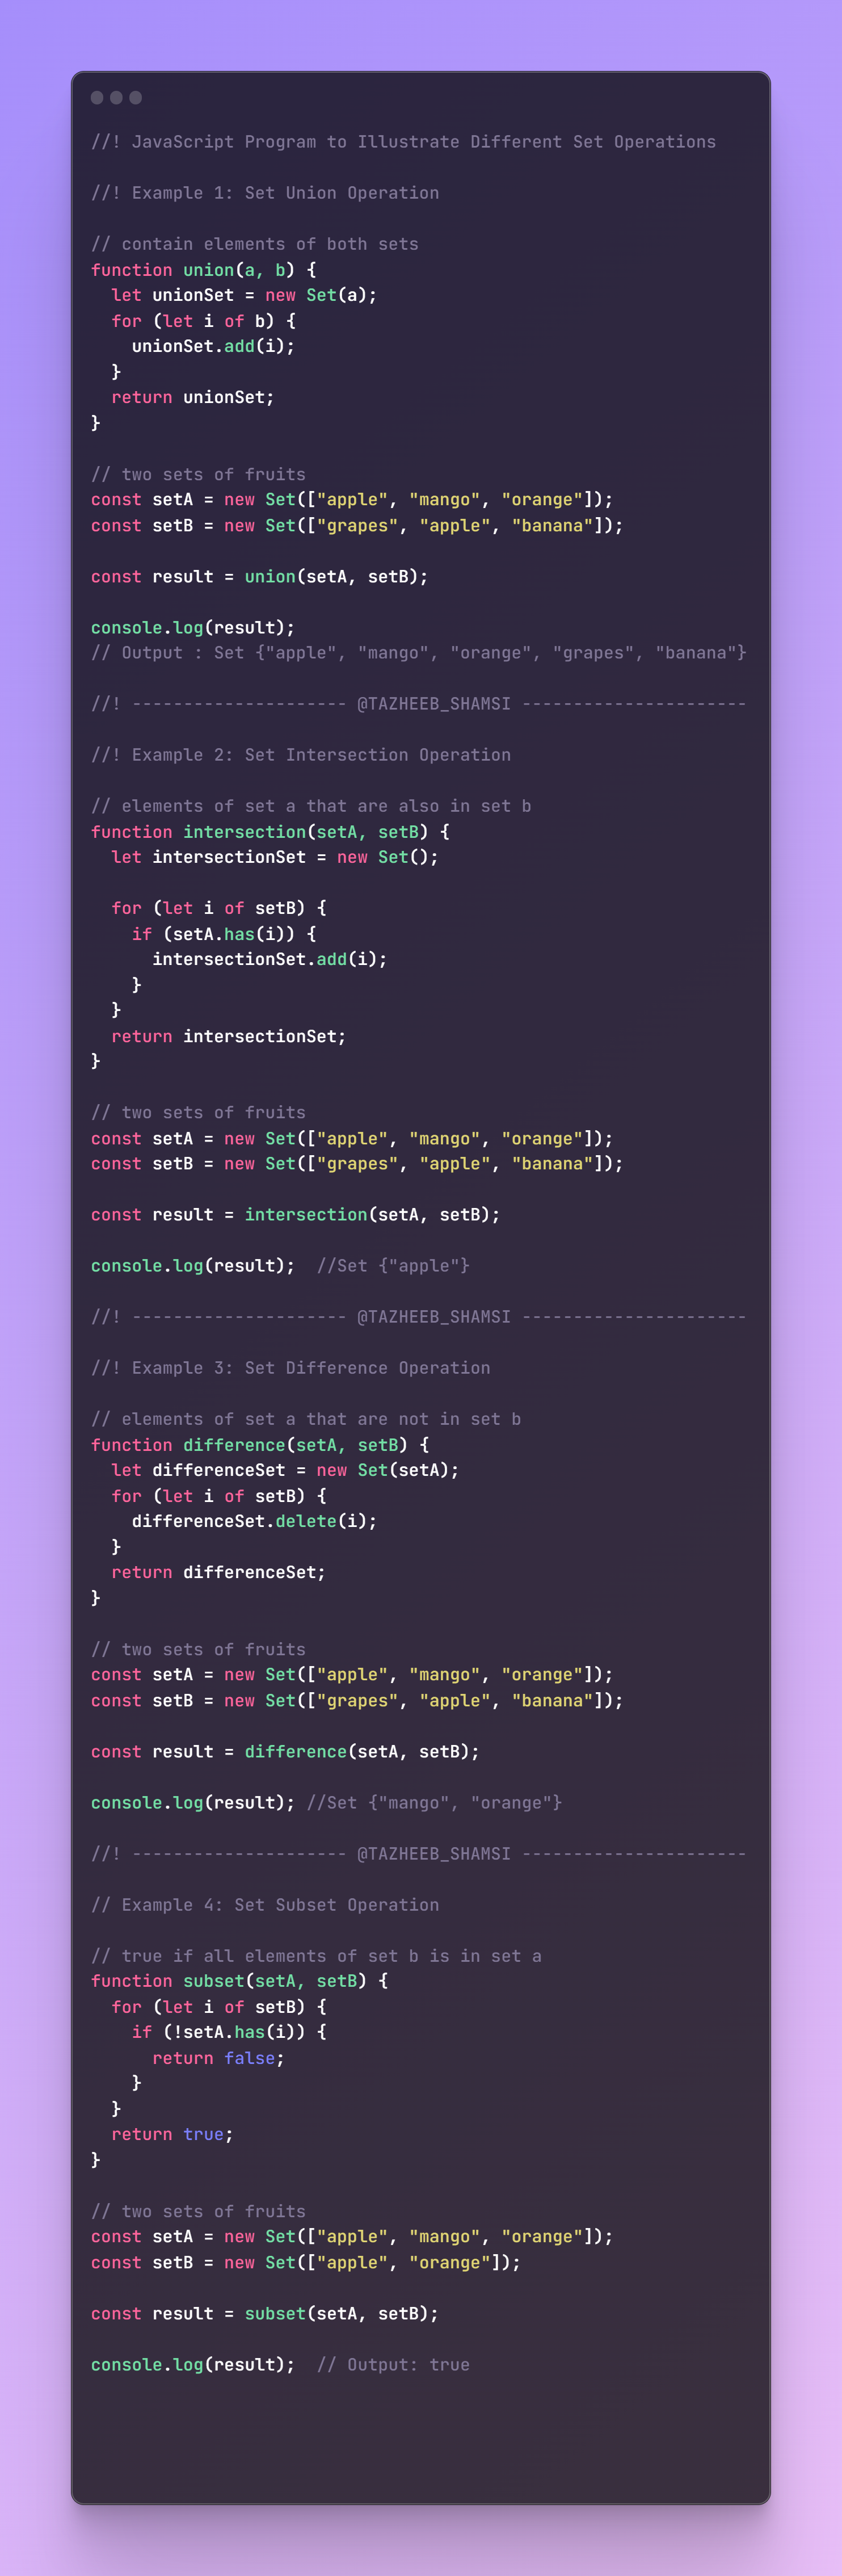 //! JavaScript Program to Illustrate Different Set Operations

//! Example 1: Set Union Operation

// contain elements of both sets
function union(a, b) {
  let unionSet = new Set(a);
  for (let i of b) {
    unionSet.add(i);
  }
  return unionSet;
}

// two sets of fruits
const setA = new Set(["apple", "mango", "orange"]);
const setB = new Set(["grapes", "apple", "banana"]);

const result = union(setA, setB);

console.log(result);
// Output : Set {"apple", "mango", "orange", "grapes", "banana"}

//! --------------------- @TAZHEEB_SHAMSI ----------------------

//! Example 2: Set Intersection Operation

// elements of set a that are also in set b
function intersection(setA, setB) {
  let intersectionSet = new Set();

  for (let i of setB) {
    if (setA.has(i)) {
      intersectionSet.add(i);
    }
  }
  return intersectionSet;
}

// two sets of fruits
const setA = new Set(["apple", "mango", "orange"]);
const setB = new Set(["grapes", "apple", "banana"]);

const result = intersection(setA, setB);

console.log(result);  //Set {"apple"}

//! --------------------- @TAZHEEB_SHAMSI ----------------------

//! Example 3: Set Difference Operation

// elements of set a that are not in set b
function difference(setA, setB) {
  let differenceSet = new Set(setA);
  for (let i of setB) {
    differenceSet.delete(i);
  }
  return differenceSet;
}

// two sets of fruits
const setA = new Set(["apple", "mango", "orange"]);
const setB = new Set(["grapes", "apple", "banana"]);

const result = difference(setA, setB);

console.log(result); //Set {"mango", "orange"}

//! --------------------- @TAZHEEB_SHAMSI ----------------------

// Example 4: Set Subset Operation

// true if all elements of set b is in set a
function subset(setA, setB) {
  for (let i of setB) {
    if (!setA.has(i)) {
      return false;
    }
  }
  return true;
}

// two sets of fruits
const setA = new Set(["apple", "mango", "orange"]);
const setB = new Set(["apple", "orange"]);

const result = subset(setA, setB);

console.log(result);  // Output: true